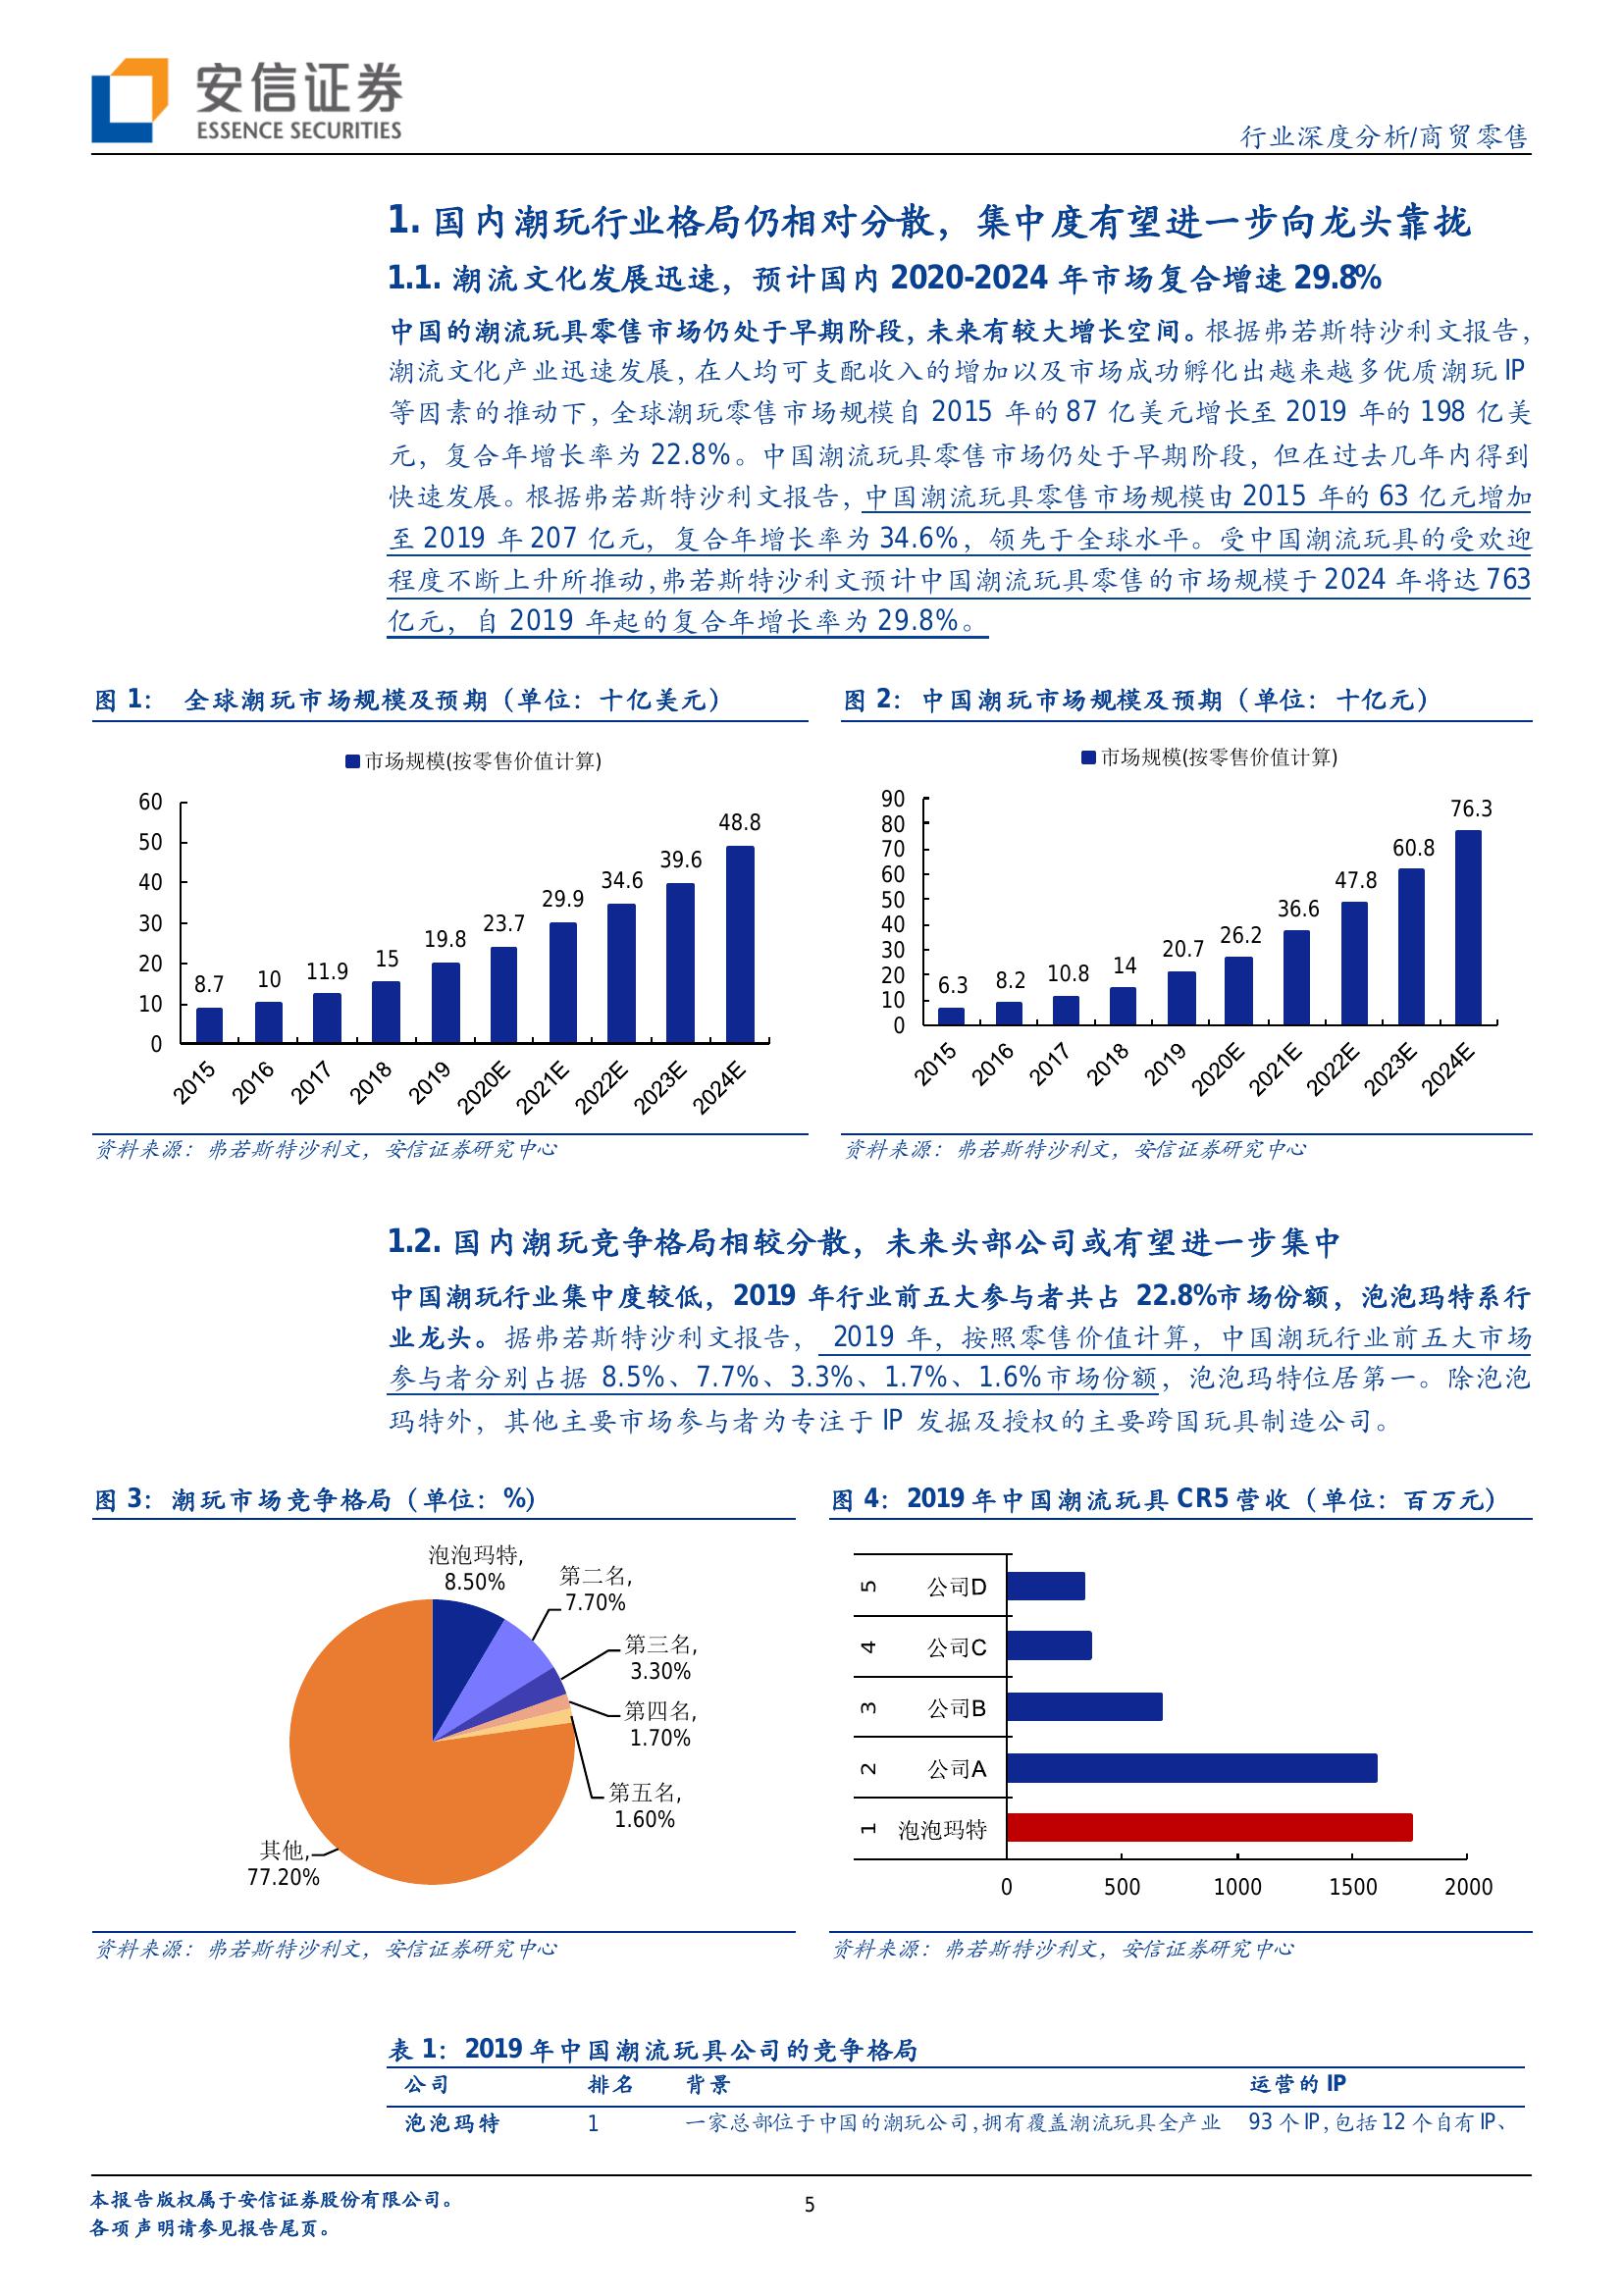 安信证券
ESSENCE SECURITIES
行业深度分析/商贸零售
1. 国内潮玩行业格局仍相对分散，集中度有望进一步向龙头靠拢
1.1. 潮流文化发展迅速，预计国内 2020-2024 年市场复合增速 29.8%
中国的潮流玩具零售市场仍处于早期阶段，未来有较大增长空间。根据弗若斯特沙利文报告，
潮流文化产业迅速发展，在人均可支配收入的增加以及市场成功孵化出越来越多优质潮玩 IP
等因素的推动下，全球潮玩零售市场规模自 2015 年的 87 亿美元增长至 2019 年的 198 亿美
元，复合年增长率为 22.8%。中国潮流玩具零售市场仍处于早期阶段，但在过去几年内得到
快速发展。根据弗若斯特沙利文报告，中国潮流玩具零售市场规模由 2015 年的 63 亿元增加
至 2019 年 207 亿元，复合年增长率为 34.6%，领先于全球水平。受中国潮流玩具的受欢迎
程度不断上升所推动，弗若斯特沙利文预计中国潮流玩具零售的市场规模于 2024 年将达 763
亿元，自 2019 年起的复合年增长率为 29.8%。
图 1： 全球潮玩市场规模及预期（单位：十亿美元）
市场规模(按零售价值计算)
60
50
40
30
20
10
0
8.7
10
11.9
15
19.8
23.7
29.9
34.6
39.6
48.8
2015
2016
2017
2018
2019
2020E
2021E
2022E
2023E
2024E
资料来源：弗若斯特沙利文，安信证券研究中心
图 2：中国潮玩市场规模及预期（单位：十亿元）
市场规模(按零售价值计算)
90
80
70
60
50
40
30
20
10
0
6.3
8.2
10.8
14
20.7
26.2
36.6
47.8
60.8
76.3
2015
2016
2017
2018
2019
2020E
2021E
2022E
2023E
2024E
资料来源：弗若斯特沙利文，安信证券研究中心
1.2. 国内潮玩竞争格局相较分散，未来头部公司或有望进一步集中
中国潮玩行业集中度较低，2019 年行业前五大参与者共占 22.8%市场份额，泡泡玛特系行
业龙头。据弗若斯特沙利文报告， 2019 年，按照零售价值计算，中国潮玩行业前五大市场
参与者分别占据 8.5%、7.7%、3.3%、1.7%、1.6%市场份额，泡泡玛特位居第一。除泡泡
玛特外，其他主要市场参与者为专注于 IP 发掘及授权的主要跨国玩具制造公司。
图 3：潮玩市场竞争格局（单位：%）
泡泡玛特,
8.50%
第二名,
7.70%
第三名,
3.30%
第四名,
1.70%
第五名,
1.60%
其他,
77.20%
资料来源：弗若斯特沙利文，安信证券研究中心
图 4：2019 年中国潮流玩具 CR5 营收（单位：百万元）
5 公司D
4 公司C
3 公司B
2 公司A
1 泡泡玛特
0 500 1000 1500 2000
资料来源：弗若斯特沙利文，安信证券研究中心
表 1：2019 年中国潮流玩具公司的竞争格局
公司 排名 背景 运营的 IP
泡泡玛特 1 一家总部位于中国的潮玩公司，拥有覆盖潮流玩具全产业 93 个 IP，包括 12 个自有 IP、
本报告版权属于安信证券股份有限公司。
各项声明请参见报告尾页。
5